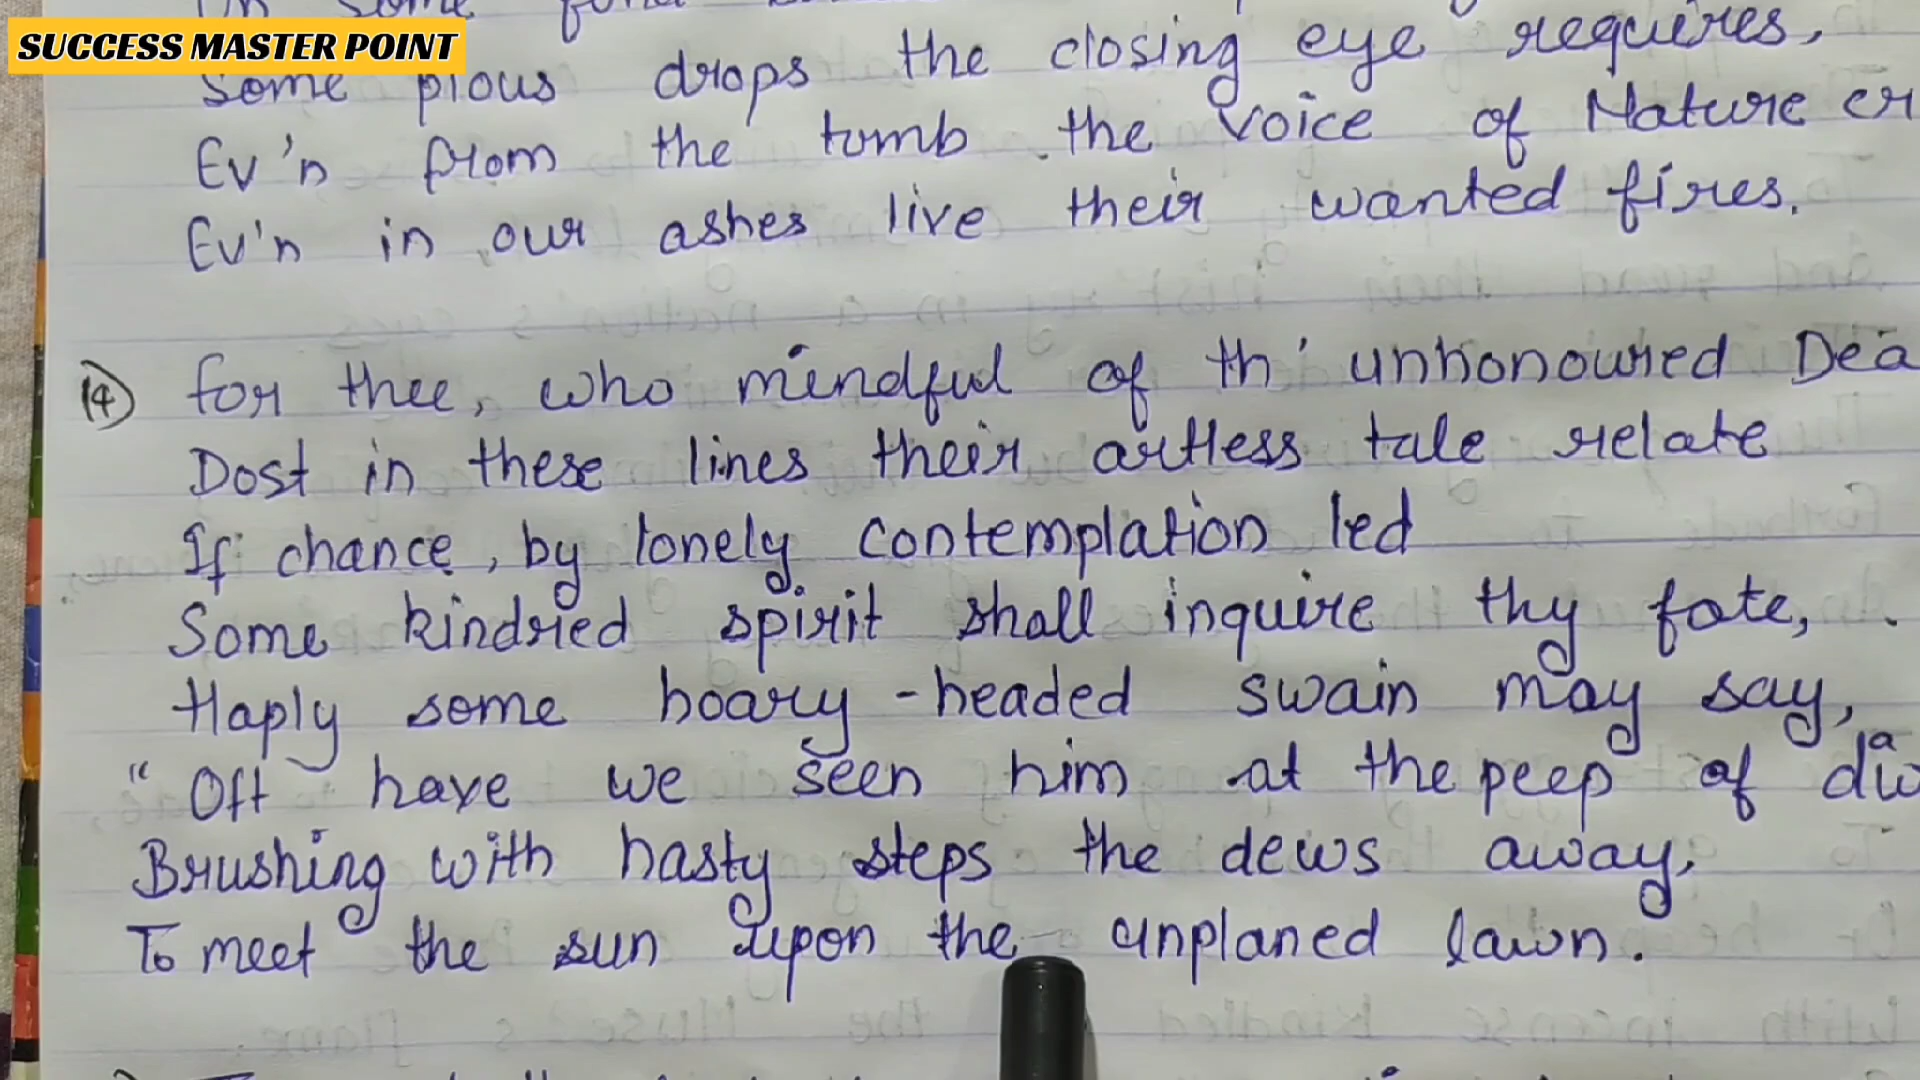 SUCCESS MASTER POINT
some pious drops the closing eye requires,
Ev'n from the tomb the voice of Nature cr
Ev'n in our ashes live their wanted fires.
(4) for thee, who mindful of th' unhonoured Dea
Dost in these lines their artless tale relate
If chance, by lonely contemplation led
Some kindried spirit shall inquire thy fate,
Haply some hoary-headed swain may say,
"Oft have we seen him at the peep of daw
Brushing with hasty steps the dews away,
To meet the sun upon the unplaned lawn.